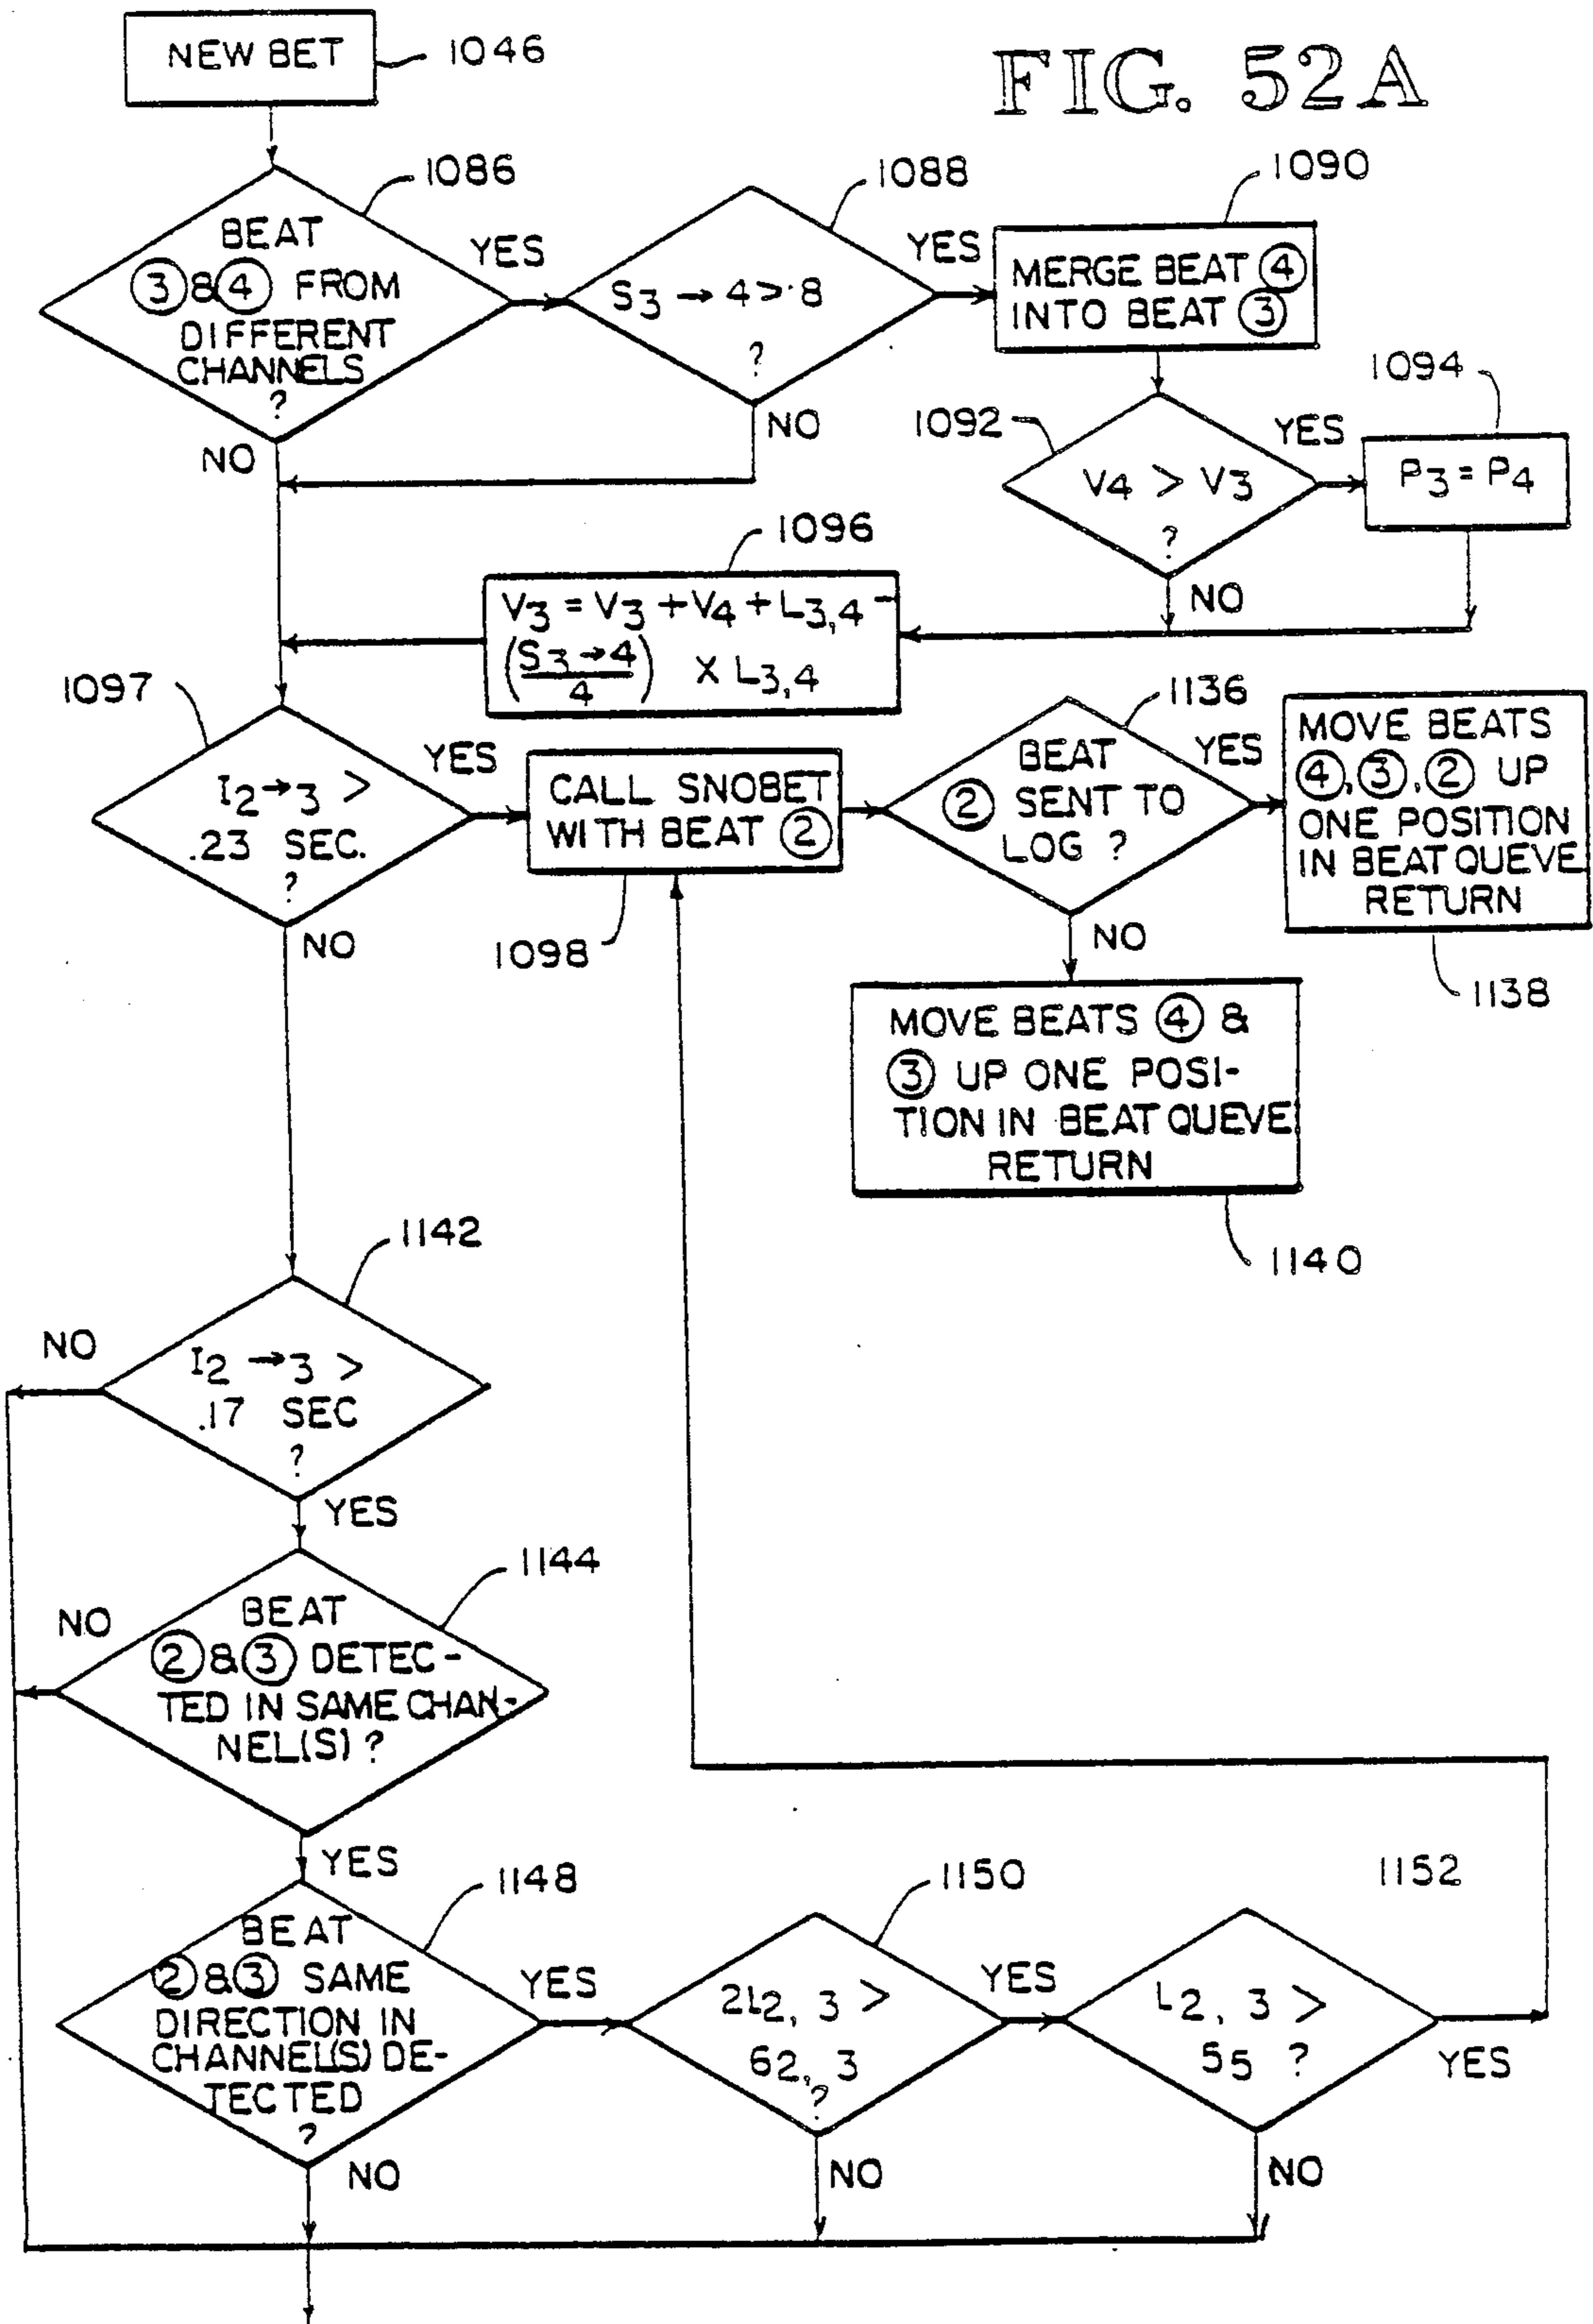 FIG. 52A
NEW BET
1046
1086
BEAT
③&④ FROM
DIFFERENT
CHANNELS
?
YES
NO
1088
S3 → 4 > .8
?
YES
NO
1090
MERGE BEAT ④
INTO BEAT ③
1092
V4 > V3
?
YES
NO
1094
P3 = P4
1096
V3 = V3 + V4 + L3,4 -
(S3 → 4 / 4) X L3,4
1097
I2 → 3 >
.23 SEC.
?
YES
NO
CALL SNOBET
WITH BEAT ②
1098
1136
BEAT
② SENT TO
LOG ?
YES
NO
MOVE BEATS
④,③,② UP
ONE POSITION
IN BEAT QUEVE
RETURN
1138
MOVE BEATS ④ &
③ UP ONE POSI-
TION IN BEAT QUEVE
RETURN
1140
1142
I2 → 3 >
.17 SEC
?
NO
YES
1144
BEAT
②&③ DETEC-
TED IN SAME CHAN-
NEL(S) ?
NO
YES
1148
BEAT
②&③ SAME
DIRECTION IN
CHANNEL(S) DE-
TECTED
?
YES
NO
1150
2L2, 3 >
62, 3
?
YES
NO
1152
L2, 3 >
55 ?
YES
NO